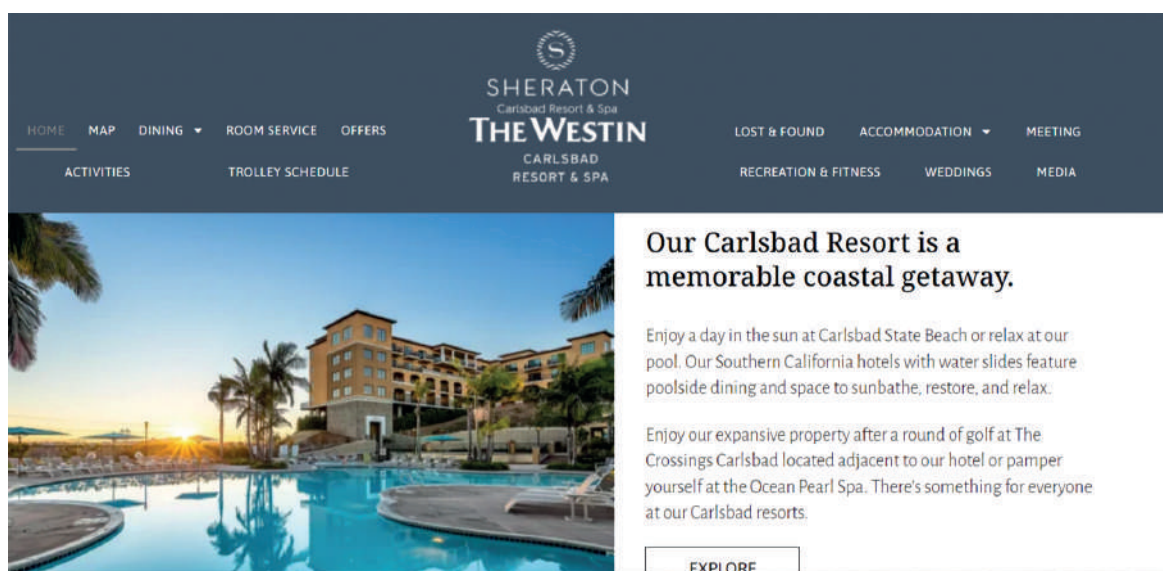 SHERATON
Carlsbad Resort & Spa
THE WESTIN
CARLSBAD
RESORT & SPA
HOME MAP DINING ROOM SERVICE OFFERS
ACTIVITIES TROLLEY SCHEDULE
LOST & FOUND ACCOMMODATION MEETING
RECREATION & FITNESS WEDDINGS MEDIA
Our Carlsbad Resort is a
memorable coastal getaway.
Enjoy a day in the sun at Carlsbad State Beach or relax at our
pool. Our Southern California hotels with water slides feature
poolside dining and space to sunbathe, restore, and relax.
Enjoy our expansive property after a round of golf at The
Crossings Carlsbad located adjacent to our hotel or pamper
yourself at the Ocean Pearl Spa. There's something for everyone
at our Carlsbad resorts.
EXPLORE